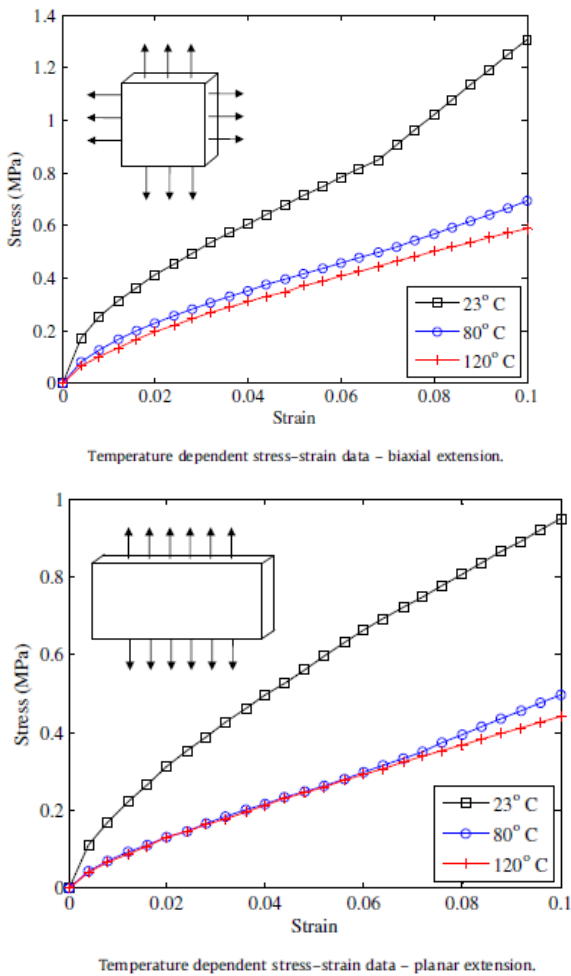 1.4
1.2
1
0.8
0.6
0.4
0.2
0
Stress (MPa)
23° C
80° C
120° C
0 0.02 0.04 0.06 0.08 0.1
Strain
Temperature dependent stress–strain data – biaxial extension.
1
0.8
0.6
0.4
0.2
0
Stress (MPa)
23° C
80° C
120° C
0 0.02 0.04 0.06 0.08 0.1
Strain
Temperature dependent stress–strain data – planar extension.